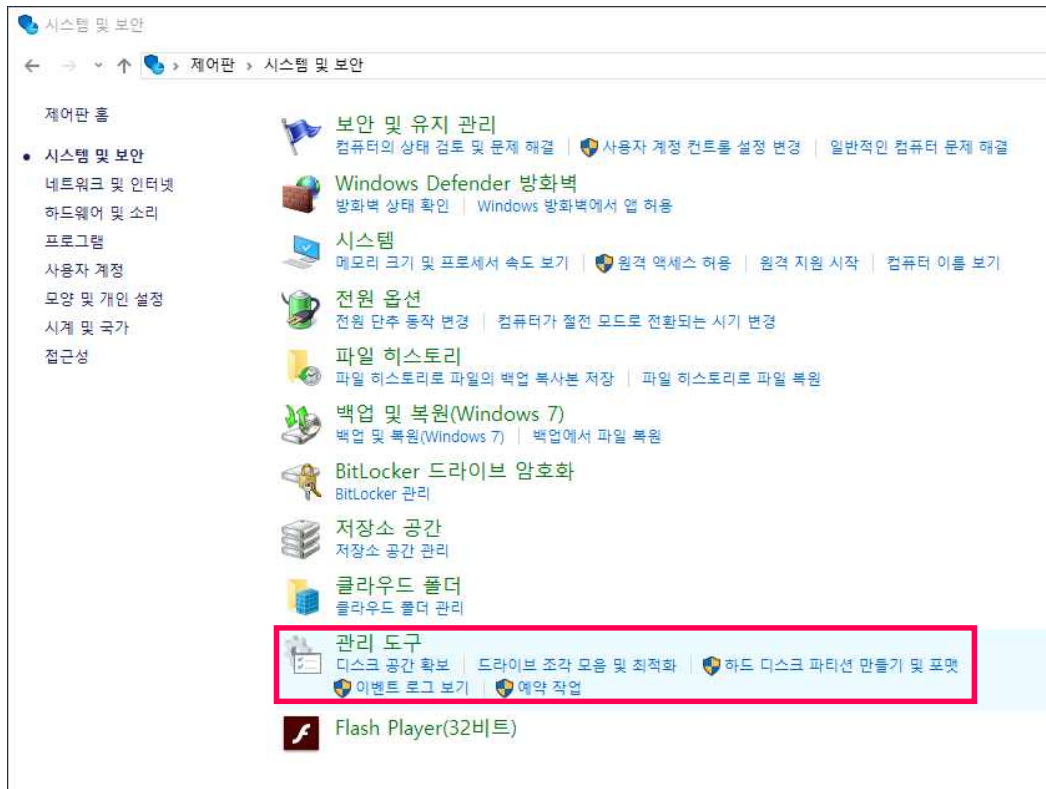 시스템 및 보안
제어판 › 시스템 및 보안
제어판 홈
시스템 및 보안
네트워크 및 인터넷
하드웨어 및 소리
프로그램
사용자 계정
모양 및 개인 설정
시계 및 국가
접근성
보안 및 유지 관리
컴퓨터의 상태 검토 및 문제 해결 | 사용자 계정 컨트롤 설정 변경 | 일반적인 컴퓨터 문제 해결
Windows Defender 방화벽
방화벽 상태 확인 | Windows 방화벽에서 앱 허용
시스템
메모리 크기 및 프로세서 속도 보기 | 원격 액세스 허용 | 원격 지원 시작 | 컴퓨터 이름 보기
전원 옵션
전원 단추 동작 변경 | 컴퓨터가 절전 모드로 전환되는 시기 변경
파일 히스토리
파일 히스토리로 파일의 백업 복사본 저장 | 파일 히스토리로 파일 복원
백업 및 복원(Windows 7)
백업 및 복원(Windows 7) | 백업에서 파일 복원
BitLocker 드라이브 암호화
BitLocker 관리
저장소 공간
저장소 공간 관리
클라우드 폴더
클라우드 폴더 관리
관리 도구
디스크 공간 확보 | 드라이브 조각 모음 및 최적화 | 하드 디스크 파티션 만들기 및 포맷
이벤트 로그 보기 | 예약 작업
Flash Player(32비트)